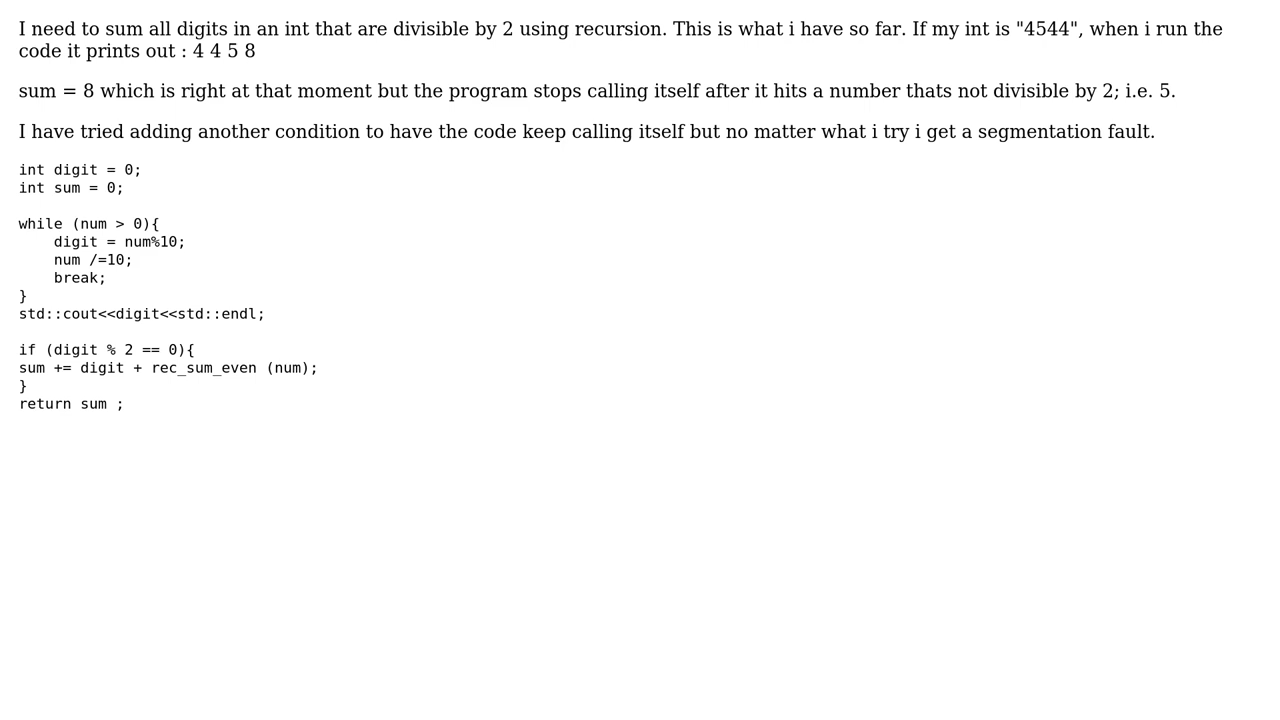 I need to sum all digits in an int that are divisible by 2 using recursion. This is what i have so far. If my int is "4544", when i run the
code it prints out : 4 4 5 8
sum = 8 which is right at that moment but the program stops calling itself after it hits a number thats not divisible by 2; i.e. 5.
I have tried adding another condition to have the code keep calling itself but no matter what i try i get a segmentation fault.
int digit = 0;
int sum = 0;
while (num > 0){
    digit = num%10;
    num /=10;
    break;
}
std::cout<<digit<<std::endl;
if (digit % 2 == 0){
sum += digit + rec_sum_even (num);
}
return sum ;